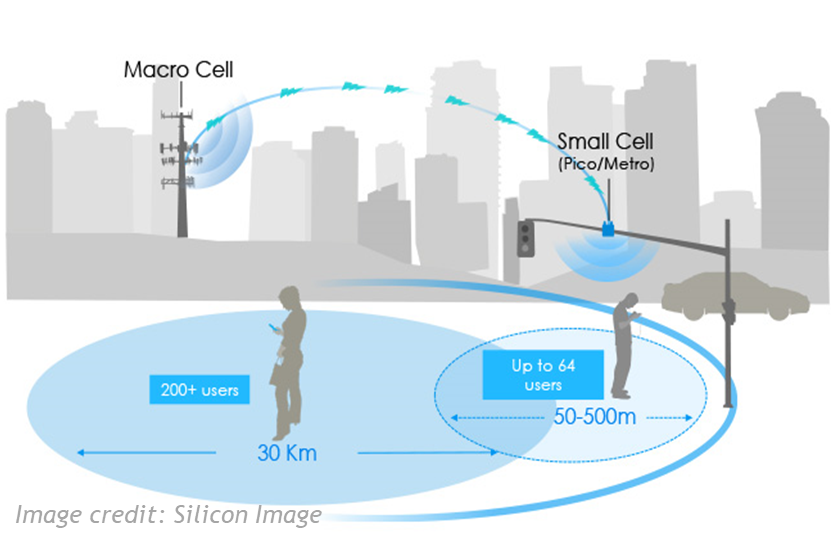 Macro Cell
Small Cell
(Pico/Metro)
200+ users
Up to 64
users
50-500m
30 Km
Image credit: Silicon Image